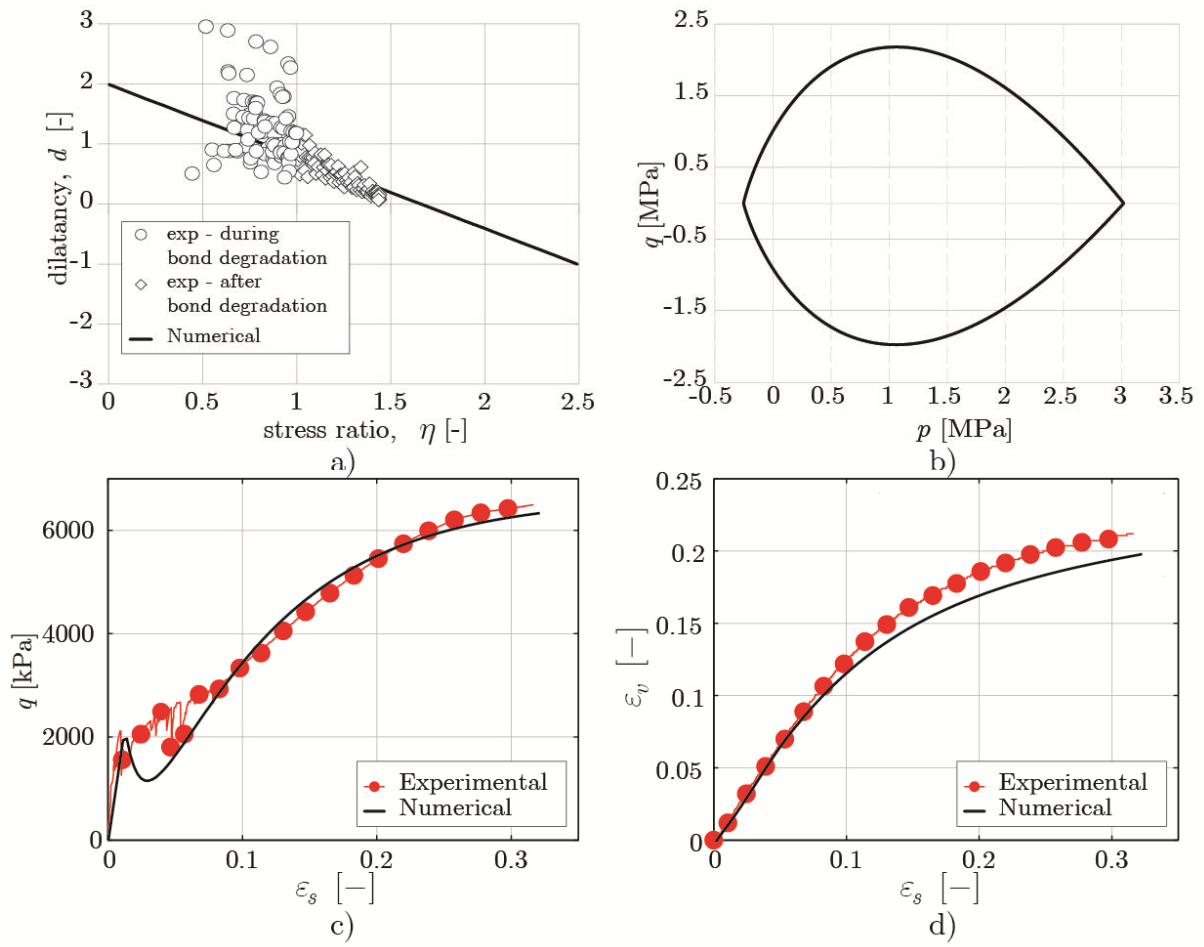 3
2
1
0
-1
-2
-3
dilatancy, d [-]
exp - during
bond degradation
exp - after
bond degradation
Numerical
0 0.5 1 1.5 2 2.5
stress ratio, η [-]
a)
2.5
1.5
0.5
-0.5
-1.5
-2.5
q [MPa]
-0.5 0 0.5 1 1.5 2 2.5 3 3.5
p [MPa]
b)
6000
4000
2000
0
q [kPa]
Experimental
Numerical
0 0.1 0.2 0.3
εs [−]
c)
0.25
0.2
0.15
0.1
0.05
0
εv [−]
Experimental
Numerical
0 0.1 0.2 0.3
εs [−]
d)